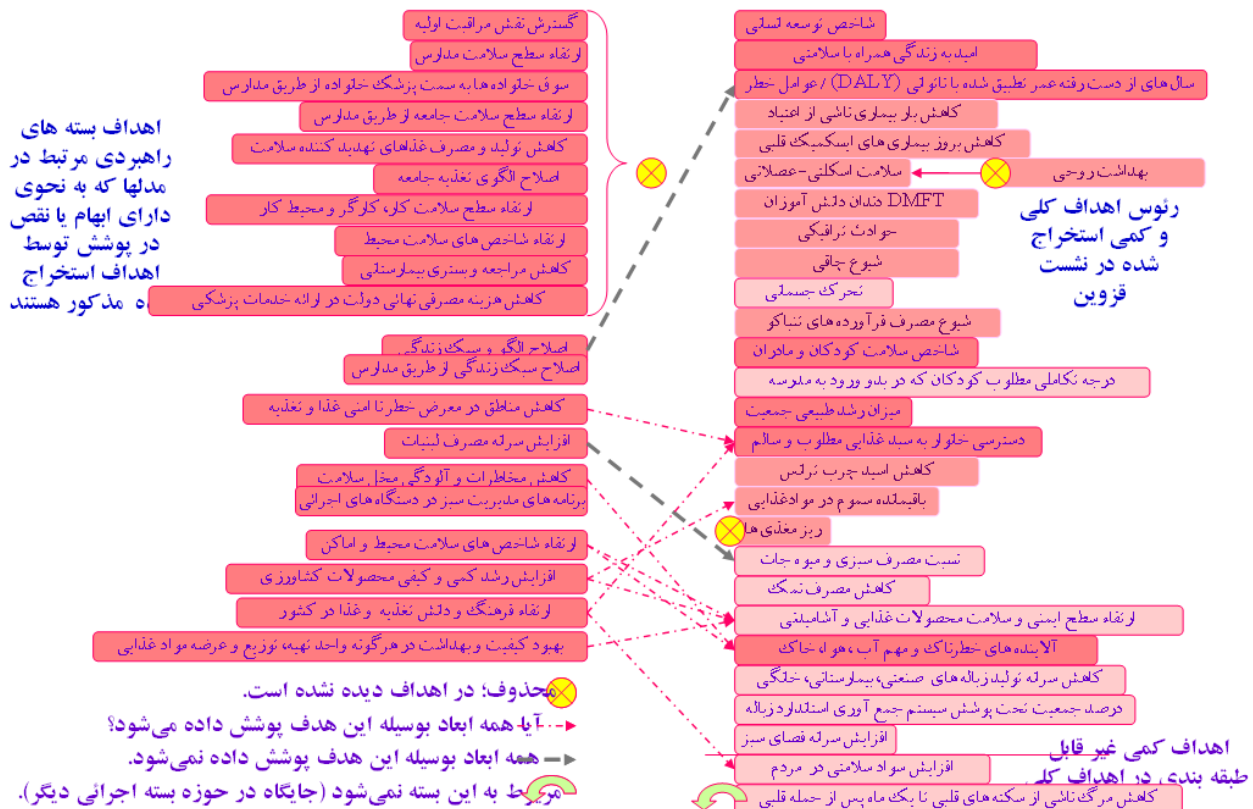 گسترش نقش مراقبت اولیه
ارتقاء سطح سلامت مدارس
سوق خانواده ها به سمت پزشک خانواده از طریق مدارس
ارتقاء سطح سلامت جامعه از طریق مدارس
کاهش تولید و مصرف غذاهای تهدید کننده سلامت
اصلاح الگوی تغذیه جامعه
ارتقاء سطح سلامت کار، کارگر و محیط کار
ارتقاء شاخص های سلامت محیط
کاهش مراجعه و بستری بیمارستانی
کاهش هزینه مصرفی نهائی دولت در ارائه خدمات پزشکی
اهداف بسته های
راهبردی مرتبط در
مدلها که به نحوی
دارای ابهام یا نقص
در پوشش توسط
اهداف استخراج
ه مذکور هستند
اصلاح الگو و سبک زندگی
اصلاح سبک زندگی از طریق مدارس
کاهش مناطق در معرض خطر نا امنی غذا و تغذیه
افزایش سرانه مصرف لبنیات
کاهش مخاطرات و آلودگی مخل سلامت
برنامه های مدیریت سبز در دستگاه های اجرائی
ارتقاء شاخص های سلامت محیط و اماکن
افزایش رشد کمی و کیفی محصولات کشاورزی
ارتقاء فرهنگ و دانش تغذیه و غذا در کشور
بهبود کیفیت و بهداشت در هرگونه واحد تهیه، توزیع و عرضه مواد غذایی
محذوف؛ در اهداف دیده نشده است.
آیا همه ابعاد بوسیله این هدف پوشش داده می‌شود؟
همه ابعاد بوسیله این هدف پوشش داده نمی‌شود.
مربوط به این بسته نمی‌شود (جایگاه در حوزه بسته اجرائی دیگر).
شاخص توسعه انسانی
امید به زندگی همراه با سلامتی
سال های از دست رفته عمر تطبیق شده با ناتوانی (DALY) /عوامل خطر
کاهش بار بیماری ناشی از اعتیاد
کاهش بروز بیماری های ایسکمیک قلبی
سلامت اسکلتی-عضلانی
بهداشت روحی
DMFT دندان دانش آموزان
حوادث ترافیکی
شیوع چاقی
تحرک جسمانی
شیوع مصرف فرآورده های تنباکو
شاخص سلامت کودکان و مادران
درجه تکاملی مطلوب کودکان که در بدو ورود به مدرسه
میزان رشد طبیعی جمعیت
دسترسی خانوار به سبد غذایی مطلوب و سالم
کاهش اسید چرب ترانس
باقیمانده سموم در موادغذایی
ریز مغذی ها
نسبت مصرف سبزی و میوه جات
کاهش مصرف نمک
ارتقاء سطح ایمنی و سلامت محصولات غذایی و آشامیدنی
آلاینده های خطرناک و مهم آب، هوا، خاک
کاهش سرانه تولید زباله های صنعتی، بیمارستانی، خانگی
درصد جمعیت تحت پوشش سیستم جمع آوری استاندارد زباله
افزایش سرانه فضای سبز
افزایش سواد سلامتی در مردم
کاهش مرگ ناشی از سکته های قلبی تا یک ماه پس از حمله قلبی
رئوس اهداف کلی
و کمی استخراج
شده در نشست
قزوین
اهداف کمی غیر قابل
طبقه بندی در اهداف کلی